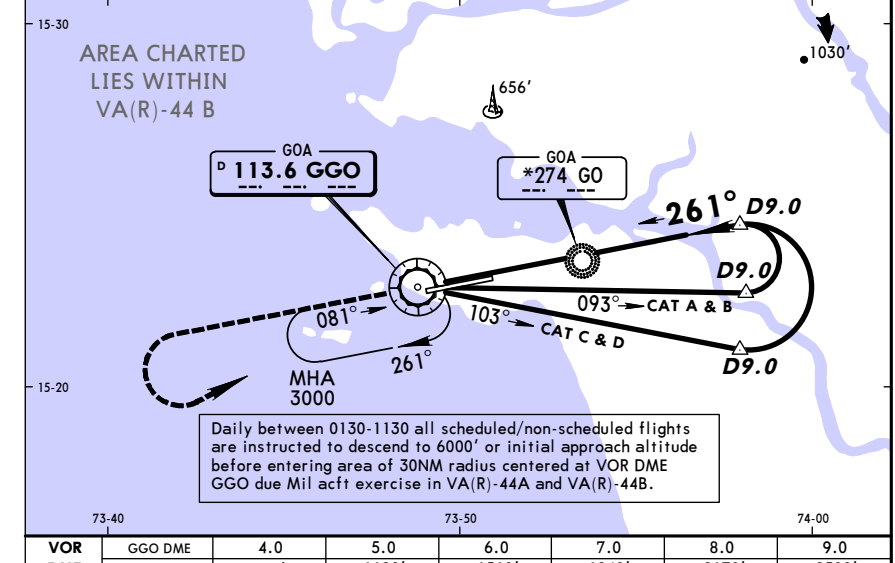 15-30
AREA CHARTED
LIES WITHIN
VA(R)-44 B
1030'
656'
GOA
D 113.6 GGO
GOA
*274 GO
261°
D9.0
D9.0
093° CAT A & B
081°
103° CAT C & D
261°
D9.0
MHA
3000
15-20
Daily between 0130-1130 all scheduled/non-scheduled flights
are instructed to descend to 6000' or initial approach altitude
before entering area of 30NM radius centered at VOR DME
GGO due Mil acft exercise in VA(R)-44A and VA(R)-44B.
73-40 73-50 74-00
VOR GGO DME 4.0 5.0 6.0 7.0 8.0 9.0